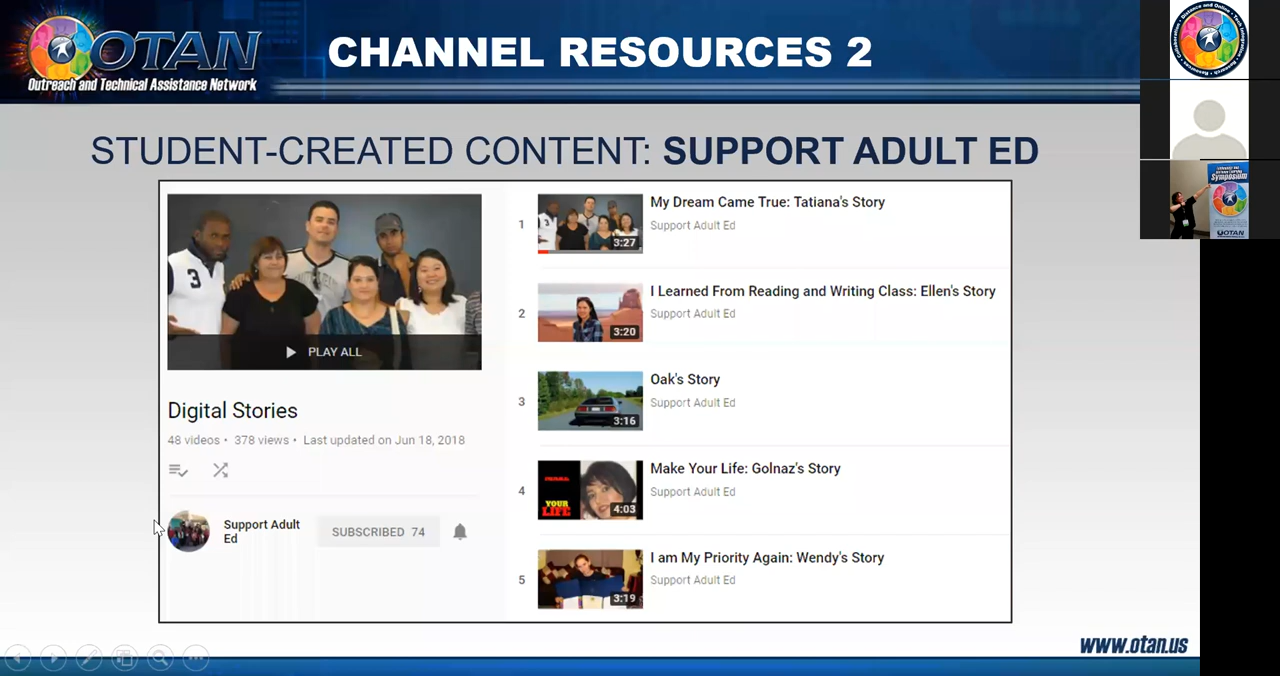 OTAN
Outreach and Technical Assistance Network
CHANNEL RESOURCES 2
STUDENT-CREATED CONTENT: SUPPORT ADULT ED
PLAY ALL
Digital Stories
48 videos • 378 views • Last updated on Jun 18, 2018
Support Adult
Ed
SUBSCRIBED 74
1
3:27
My Dream Came True: Tatiana's Story
Support Adult Ed
2
3:20
I Learned From Reading and Writing Class: Ellen's Story
Support Adult Ed
3
3:16
Oak's Story
Support Adult Ed
4
YOUR
LIFE
4:03
Make Your Life: Golnaz's Story
Support Adult Ed
5
3:19
I am My Priority Again: Wendy's Story
Support Adult Ed
www.otan.us
Symposium
OTAN